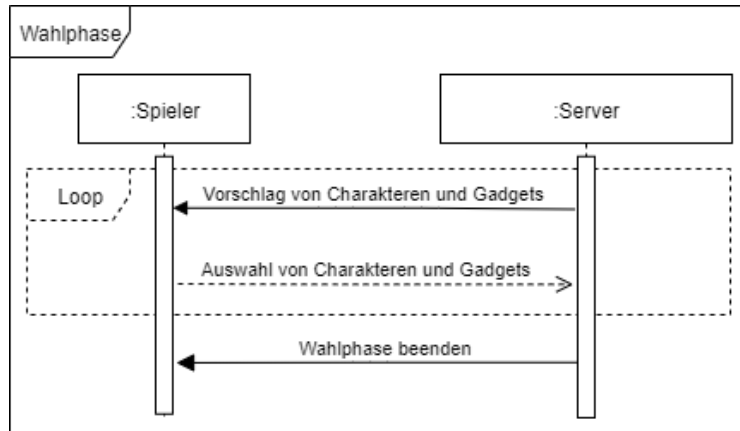 Wahlphase
:Spieler
:Server
Loop
Vorschlag von Charakteren und Gadgets
Auswahl von Charakteren und Gadgets
Wahlphase beenden